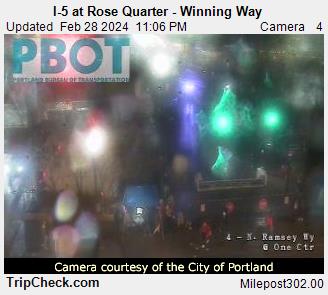 I-5 at Rose Quarter - Winning Way
Updated Feb 28 2024 11:06 PM Camera 4
PBOT
PORTLAND BUREAU OF TRANSPORTATION
4 - N. Ramsey Wy
@ One Ctr
Camera courtesy of the City of Portland
TripCheck.com Milepost302.00